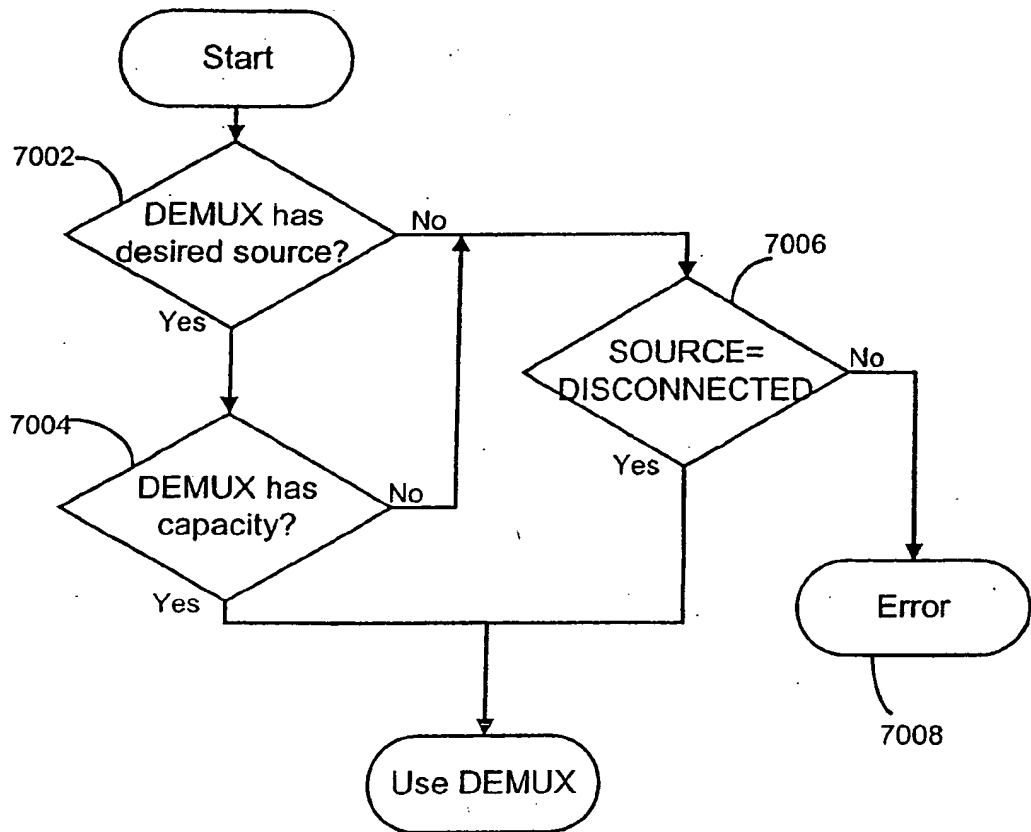 Start
7002
DEMUX has
desired source?
No
Yes
7006
SOURCE=
DISCONNECTED
No
Yes
7004
DEMUX has
capacity?
No
Yes
Error
7008
Use DEMUX